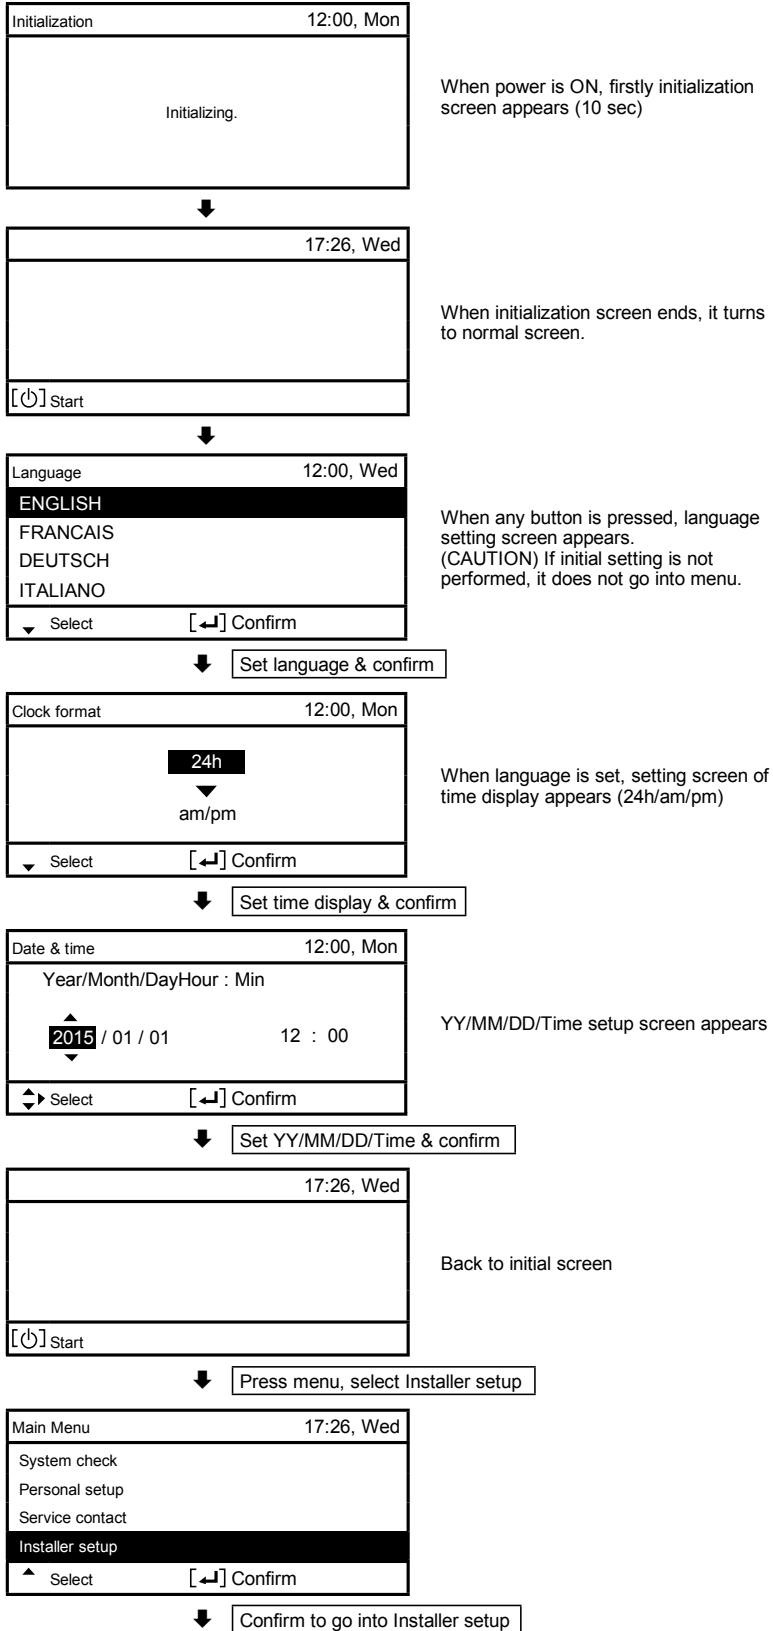 Initialization 12:00, Mon
Initializing.
When power is ON, firstly initialization
screen appears (10 sec)
17:26, Wed
Start
When initialization screen ends, it turns
to normal screen.
Language 12:00, Wed
ENGLISH
FRANCAIS
DEUTSCH
ITALIANO
Select [ ] Confirm
When any button is pressed, language
setting screen appears.
(CAUTION) If initial setting is not
performed, it does not go into menu.
Set language & confirm
Clock format 12:00, Mon
24h
am/pm
Select [ ] Confirm
When language is set, setting screen of
time display appears (24h/am/pm)
Set time display & confirm
Date & time 12:00, Mon
Year/Month/DayHour : Min
2015 / 01 / 01 12 : 00
Select [ ] Confirm
YY/MM/DD/Time setup screen appears
Set YY/MM/DD/Time & confirm
17:26, Wed
Start
Back to initial screen
Press menu, select Installer setup
Main Menu 17:26, Wed
System check
Personal setup
Service contact
Installer setup
Select [ ] Confirm
Confirm to go into Installer setup